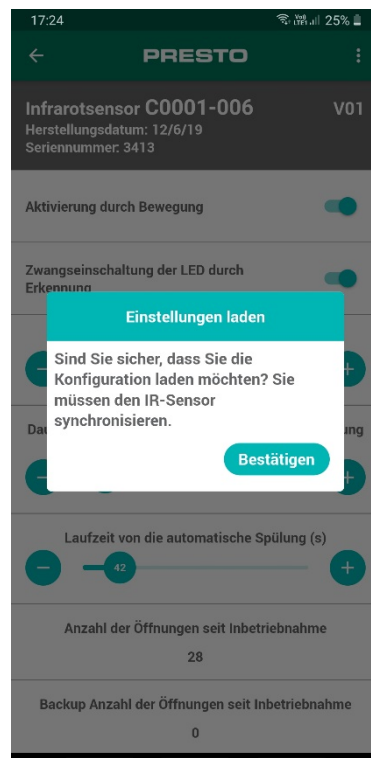 17:24 25%
PRESTO
Infrarotsensor C0001-006 V01
Herstellungsdatum: 12/6/19
Seriennummer: 3413
Aktivierung durch Bewegung
Zwangseinschaltung der LED durch
Erkennung
Einstellungen laden
Sind Sie sicher, dass Sie die
Konfiguration laden möchten? Sie
müssen den IR-Sensor
synchronisieren.
Bestätigen
Laufzeit von die automatische Spülung (s)
42
Anzahl der Öffnungen seit Inbetriebnahme
28
Backup Anzahl der Öffnungen seit Inbetriebnahme
0